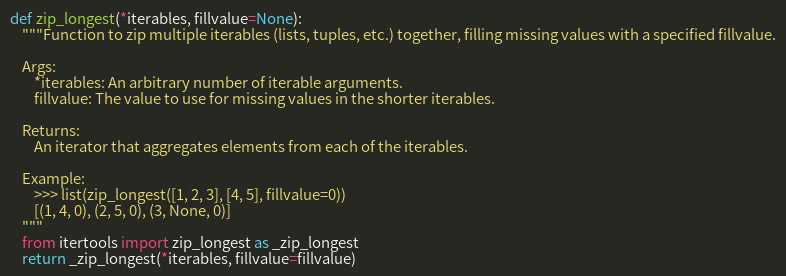 def zip_longest(*iterables, fillvalue=None):
"""Function to zip multiple iterables (lists, tuples, etc.) together, filling missing values with a specified fillvalue.
Args:
*iterables: An arbitrary number of iterable arguments.
fillvalue: The value to use for missing values in the shorter iterables.
Returns:
An iterator that aggregates elements from each of the iterables.
Example:
>>> list(zip_longest([1, 2, 3], [4, 5], fillvalue=0))
[(1, 4, 0), (2, 5, 0), (3, None, 0)]
"""
from itertools import zip_longest as _zip_longest
return _zip_longest(*iterables, fillvalue=fillvalue)